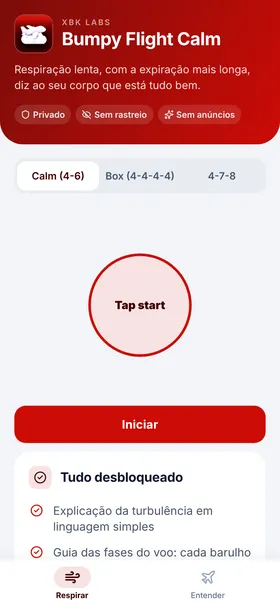 XBK LABS
Bumpy Flight Calm
Respiração lenta, com a expiração mais longa,
diz ao seu corpo que está tudo bem.
Privado
Sem rastreio
Sem anúncios
Calm (4-6)
Box (4-4-4-4)
4-7-8
Tap start
Iniciar
Tudo desbloqueado
Explicação da turbulência em
linguagem simples
Guia das fases do voo: cada barulho
Respirar
Entender